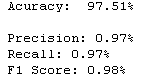 Acuracy:  97.51%
Precision: 0.97%
Recall: 0.97%
F1 Score: 0.98%